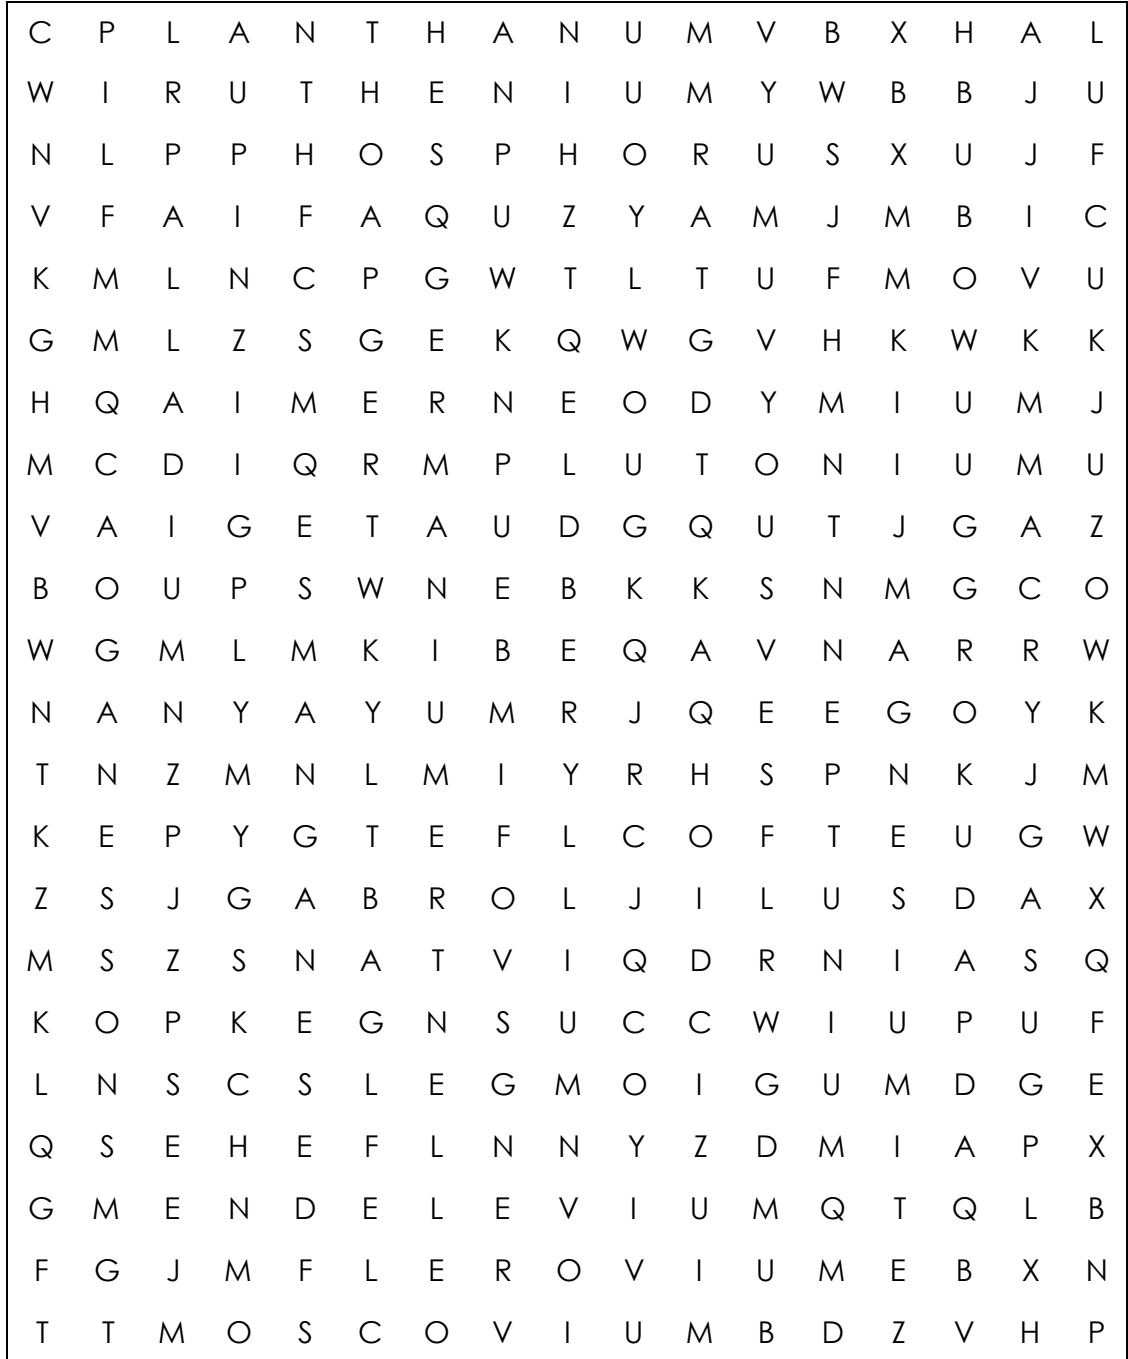 C P L A N T H A N U M V B X H A L
W I R U T H E N I U M Y W B B J U
N L P P H O S P H O R U S X U J F
V F A I F A Q U Z Y A M J M B I C
K M L N C P G W T L T U F M O V U
G M L Z S G E K Q W G V H K W K K
H Q A I M E R N E O D Y M I U M J
M C D I Q R M P L U T O N I U M U
V A I G E T A U D G Q U T J G A Z
B O U P S W N E B K K S N M G C O
W G M L M K I B E Q A V N A R R W
N A N Y A Y U M R J Q E E G O Y K
T N Z M N L M I Y R H S P N K J M
K E P Y G T E F L C O F T E U G W
Z S J G A B R O L J I L U S D A X
M S Z S N A T V I Q D R N I A S Q
K O P K E G N S U C C W I U P U F
L N S C S L E G M O I G U M D G E
Q S E H E F L N N Y Z D M I A P X
G M E N D E L E V I U M Q T Q L B
F G J M F L E R O V I U M E B X N
T T M O S C O V I U M B D Z V H P